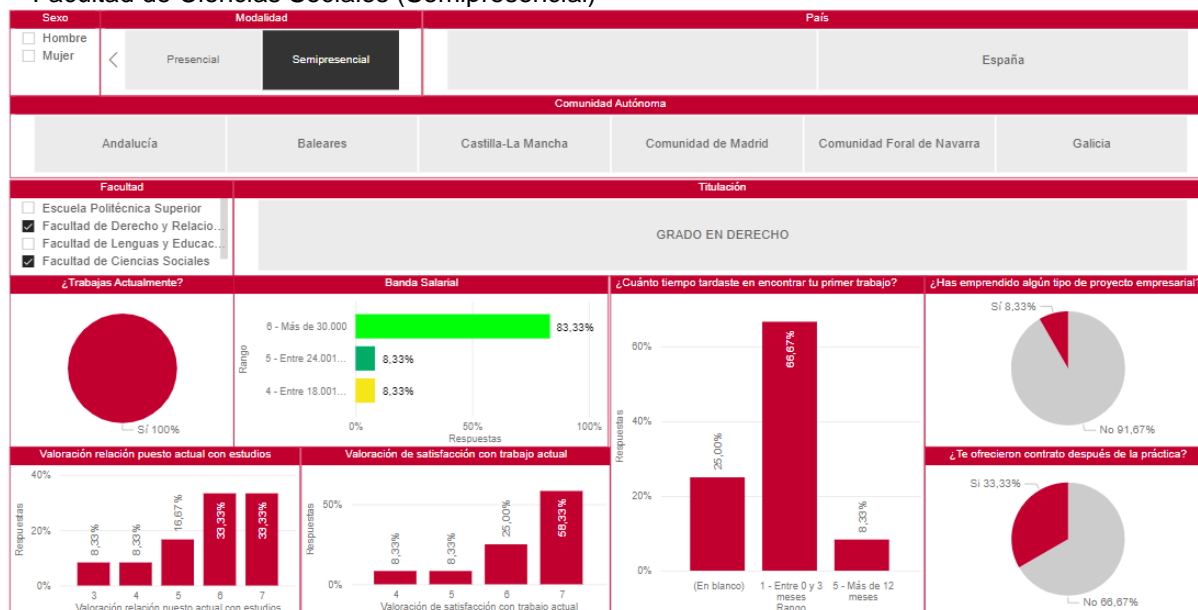 Facultad de Ciencias Sociales (Semipresencial)
Sexo
Hombre
Mujer
Modalidad
Presencial
Semipresencial
País
España
Comunidad Autónoma
Andalucía
Baleares
Castilla-La Mancha
Comunidad de Madrid
Comunidad Foral de Navarra
Galicia
Facultad
Escuela Politécnica Superior
Facultad de Derecho y Relacio...
Facultad de Lenguas y Educac...
Facultad de Ciencias Sociales
Titulación
GRADO EN DERECHO
¿Trabajas Actualmente?
Sí 100%
Banda Salarial
Rango
6 - Más de 30.000
83,33%
5 - Entre 24.001...
8,33%
4 - Entre 18.001...
8,33%
0%
50%
100%
Respuestas
¿Cuánto tiempo tardaste en encontrar tu primer trabajo?
Respuestas
60%
40%
20%
0%
25,00%
66,67%
8,33%
(En blanco)
1 - Entre 0 y 3
meses
5 - Más de 12
meses
Rango
¿Has emprendido algún tipo de proyecto empresarial?
Sí 8,33%
No 91,67%
Valoración relación puesto actual con estudios
Respuestas
40%
20%
0%
8,33%
8,33%
16,67%
33,33%
33,33%
3
4
5
6
7
Valoración relación puesto actual con estudios
Valoración de satisfacción con trabajo actual
Respuestas
50%
0%
8,33%
8,33%
25,00%
58,33%
4
5
6
7
Valoración de satisfacción con trabajo actual
¿Te ofrecieron contrato después de la práctica?
Si 33,33%
No 66,67%